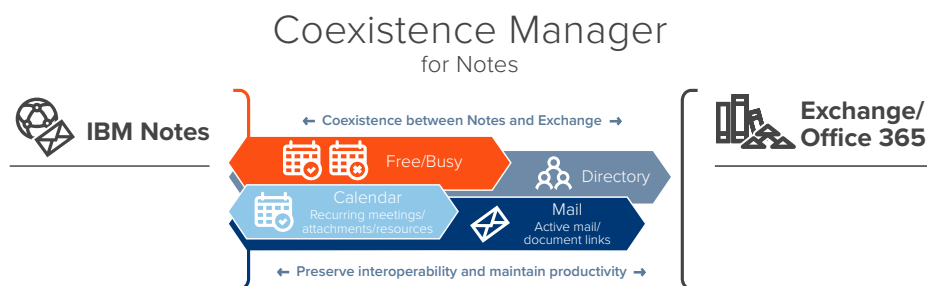 Coexistence Manager
for Notes
IBM Notes
← Coexistence between Notes and Exchange →
Free/Busy
Directory
Calendar
Recurring meetings/
attachments/resources
Mail
Active mail/
document links
← Preserve interoperability and maintain productivity →
Exchange/
Office 365